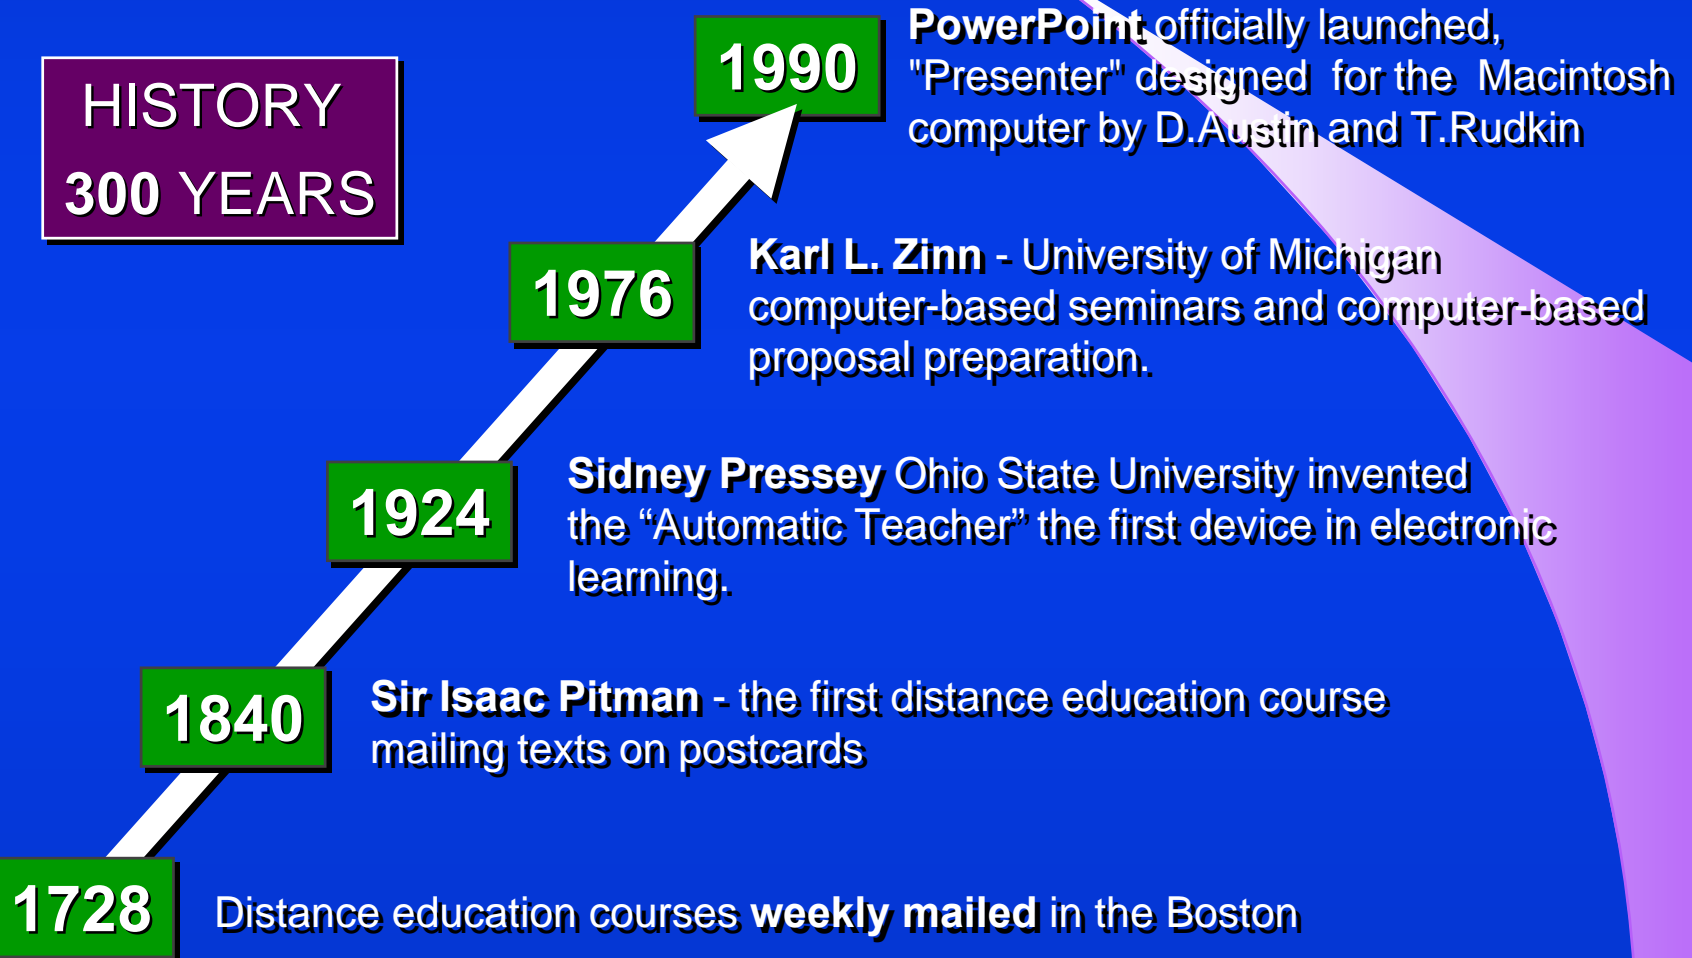 HISTORY
300 YEARS
1990
PowerPoint officially launched,
"Presenter" designed for the Macintosh
computer by D.Austin and T.Rudkin
1976
Karl L. Zinn - University of Michigan
computer-based seminars and computer-based
proposal preparation.
1924
Sidney Pressey Ohio State University invented
the “Automatic Teacher” the first device in electronic
learning.
1840
Sir Isaac Pitman - the first distance education course
mailing texts on postcards
1728
Distance education courses weekly mailed in the Boston